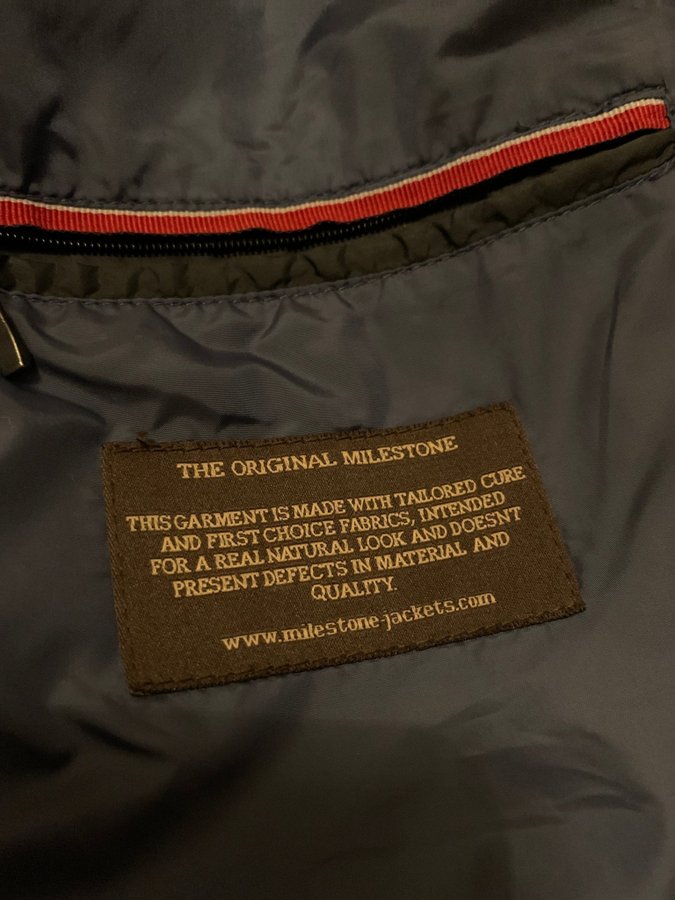 THE ORIGINAL MILESTONE
THIS GARMENT IS MADE WITH TAILORED CURE
AND FIRST CHOICE FABRICS, INTENDED
FOR A REAL NATURAL LOOK AND DOESNT
PRESENT DEFECTS IN MATERIAL AND
QUALITY.
www.milestone-jackets.com